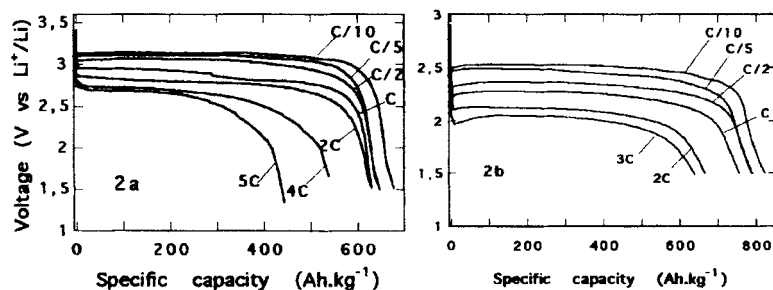 Voltage (V vs Li⁺/Li)
3,5
3
2,5
2
1,5
1
C/10
C/5
C/2
C
2C
4C
5C
2a
0
200
400
600
Specific capacity (Ah.kg⁻¹)
3
2,5
2
1,5
1
C/10
C/5
C/2
C
2C
3C
2b
0
200
400
600
800
Specific capacity (Ah.kg⁻¹)